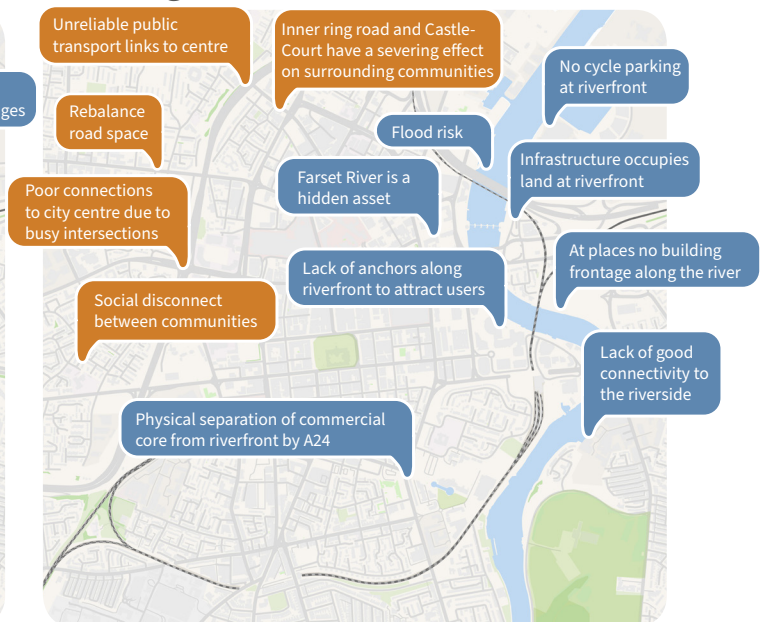 Unreliable public
transport links to centre
Inner ring road and Castle-
Court have a severing effect
on surrounding communities
No cycle parking
at riverfront
ges
Rebalance
road space
Flood risk
Infrastructure occupies
land at riverfront
Farset River is a
hidden asset
Poor connections
to city centre due to
busy intersections
At places no building
frontage along the river
Lack of anchors along
riverfront to attract users
Social disconnect
between communities
Lack of good
connectivity to
the riverside
Physical separation of commercial
core from riverfront by A24